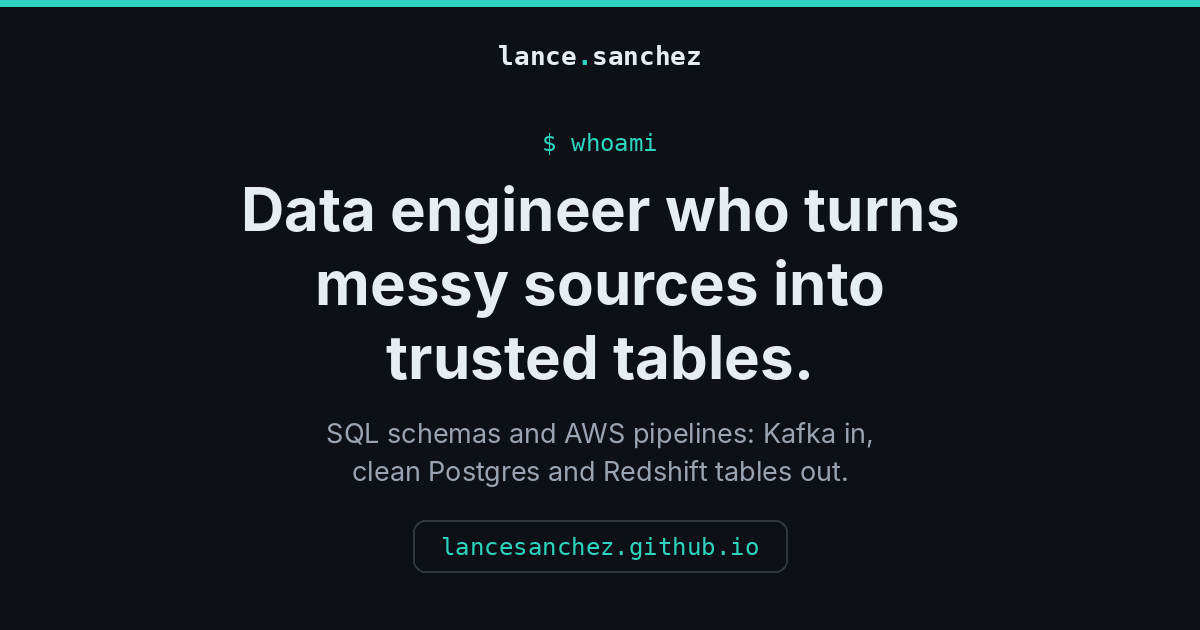 lance.sanchez
$ whoami
Data engineer who turns
messy sources into
trusted tables.
SQL schemas and AWS pipelines: Kafka in,
clean Postgres and Redshift tables out.
lancesanchez.github.io